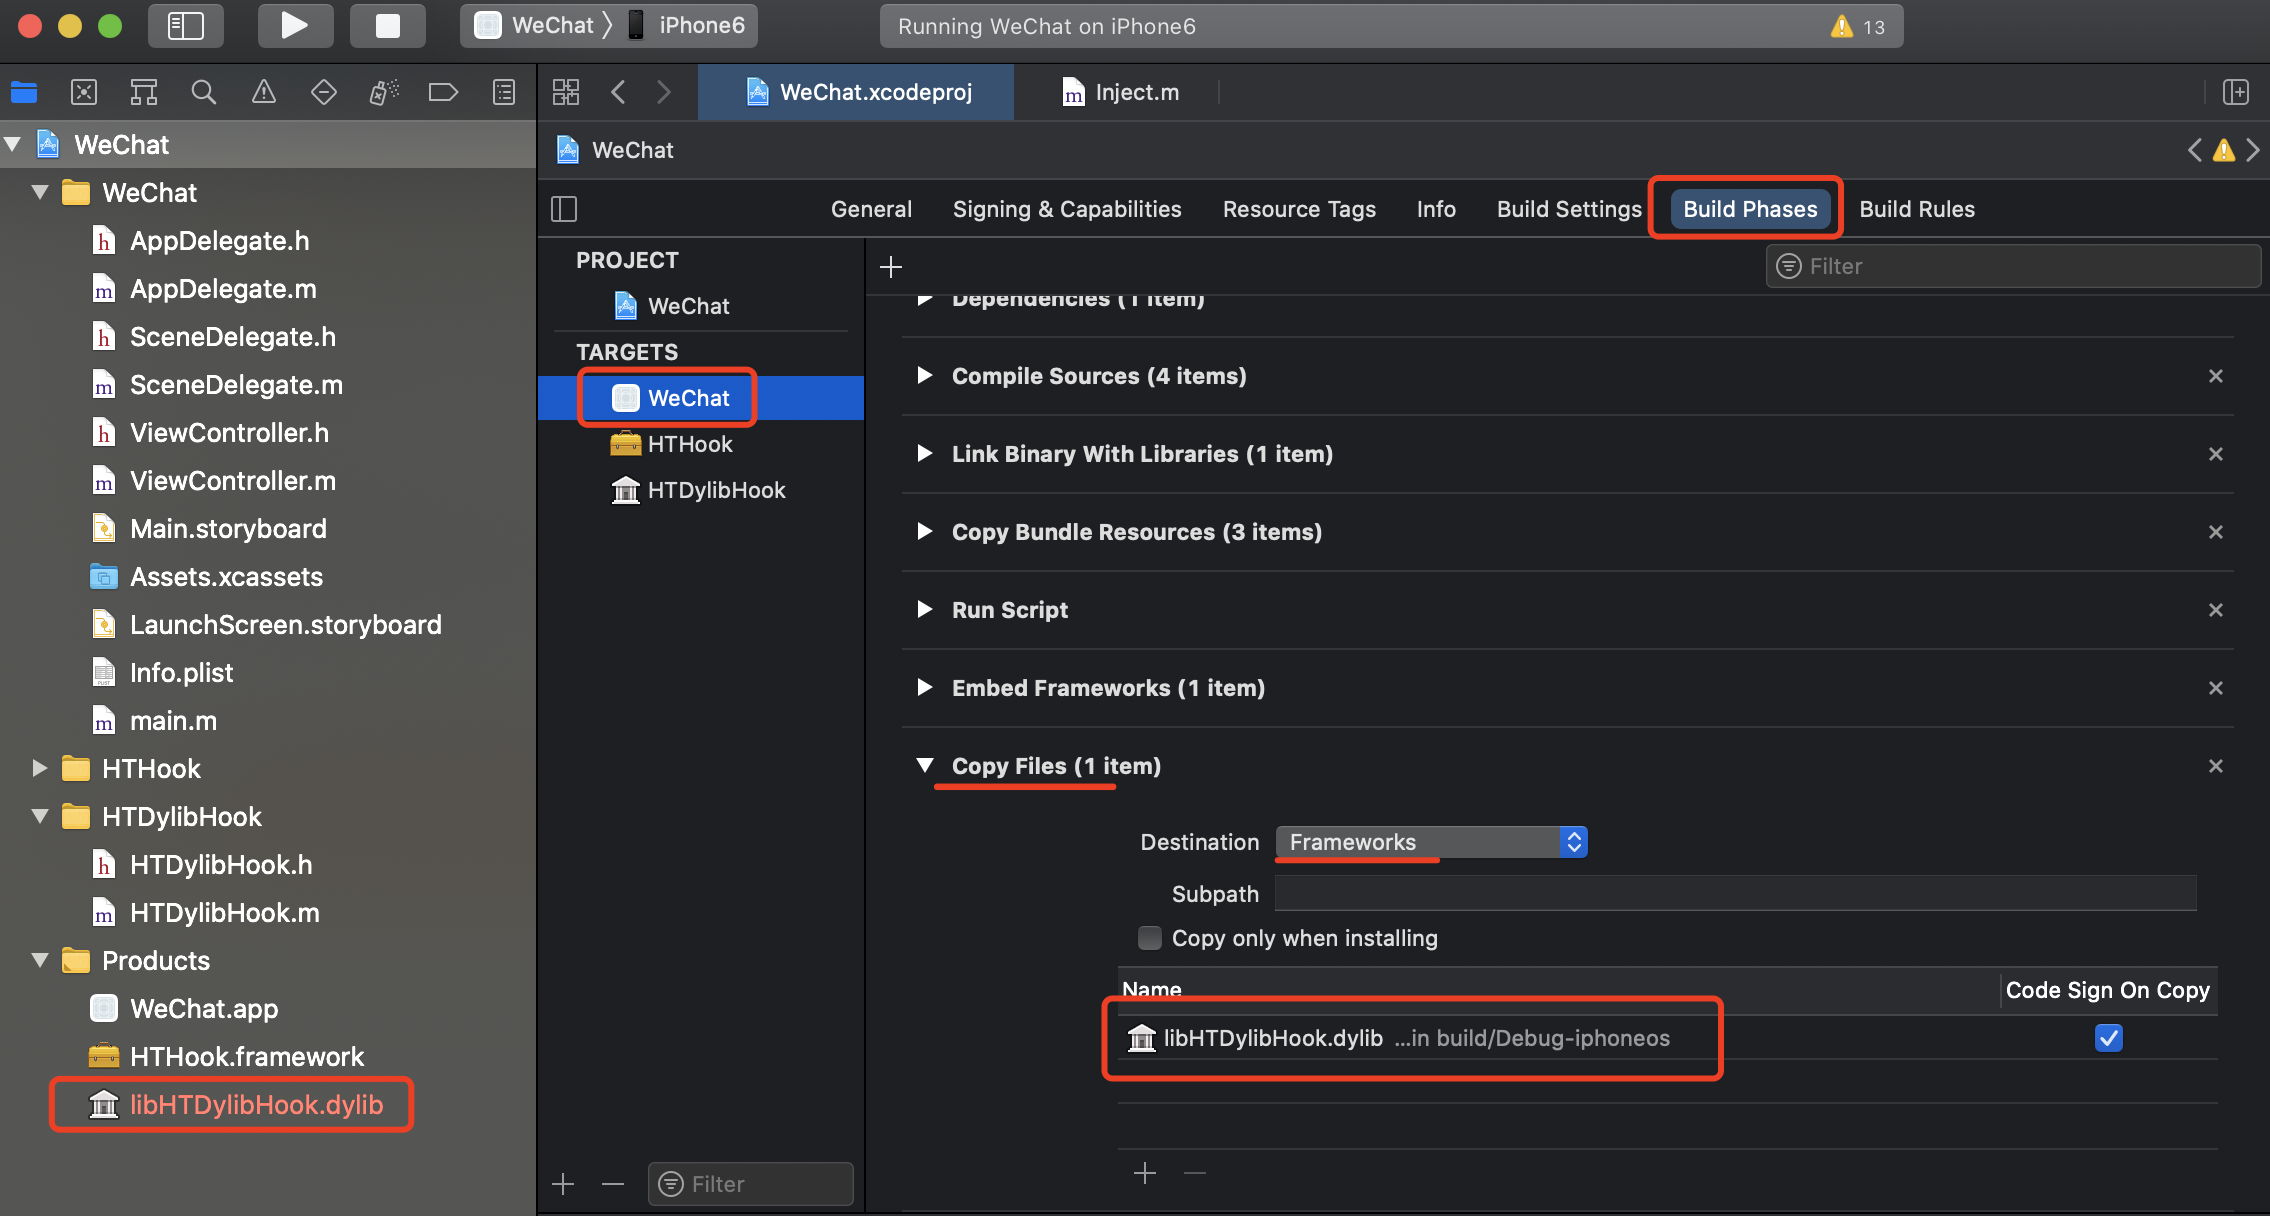 WeChat
iPhone6
Running WeChat on iPhone6
13
WeChat.xcodeproj
Inject.m
WeChat
WeChat
AppDelegate.h
AppDelegate.m
SceneDelegate.h
SceneDelegate.m
ViewController.h
ViewController.m
Main.storyboard
Assets.xcassets
LaunchScreen.storyboard
Info.plist
main.m
HTHook
HTDylibHook
HTDylibHook.h
HTDylibHook.m
Products
WeChat.app
HTHook.framework
libHTDylibHook.dylib
WeChat
General
Signing & Capabilities
Resource Tags
Info
Build Settings
Build Phases
Build Rules
PROJECT
WeChat
TARGETS
WeChat
HTHook
HTDylibHook
Filter
Filter
Dependencies (1 item)
Compile Sources (4 items)
Link Binary With Libraries (1 item)
Copy Bundle Resources (3 items)
Run Script
Embed Frameworks (1 item)
Copy Files (1 item)
Destination Frameworks
Subpath
Copy only when installing
Name Code Sign On Copy
libHTDylibHook.dylib ...in build/Debug-iphoneos